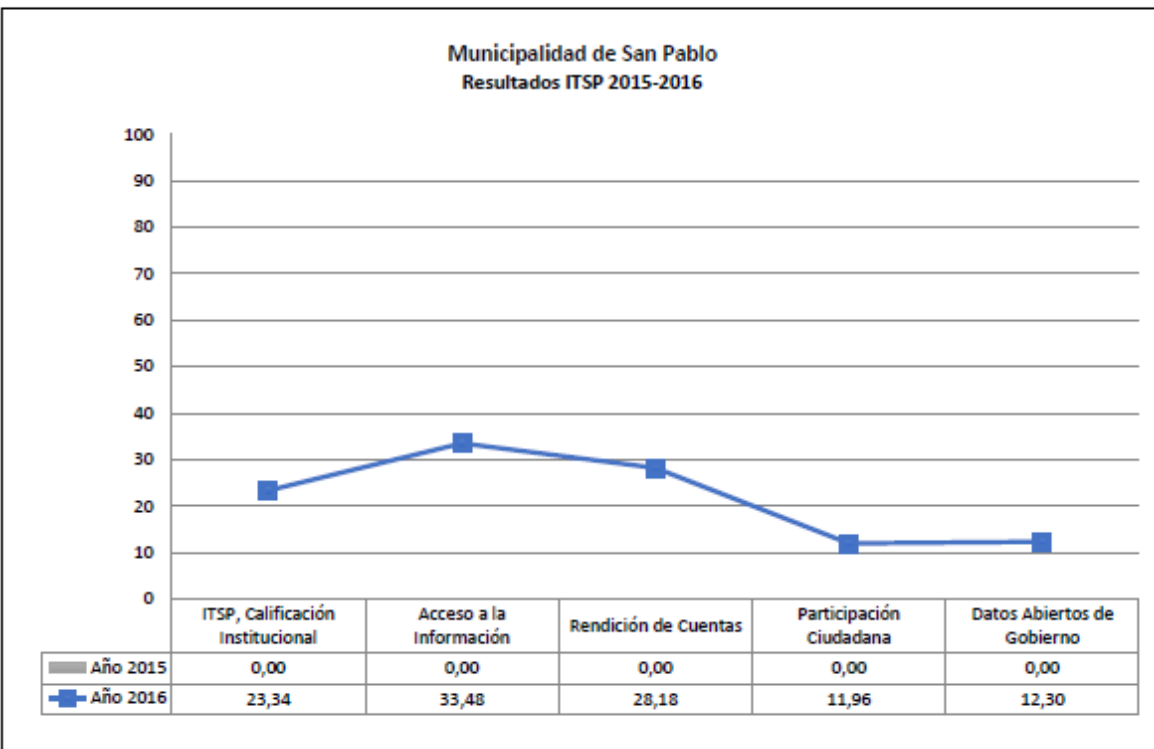 Municipalidad de San Pablo
Resultados ITSP 2015-2016
100
90
80
70
60
50
40
30
20
10
0
ITSP, Calificación Institucional
Acceso a la Información
Rendición de Cuentas
Participación Ciudadana
Datos Abiertos de Gobierno
Año 2015 0,00 0,00 0,00 0,00 0,00
Año 2016 23,34 33,48 28,18 11,96 12,30